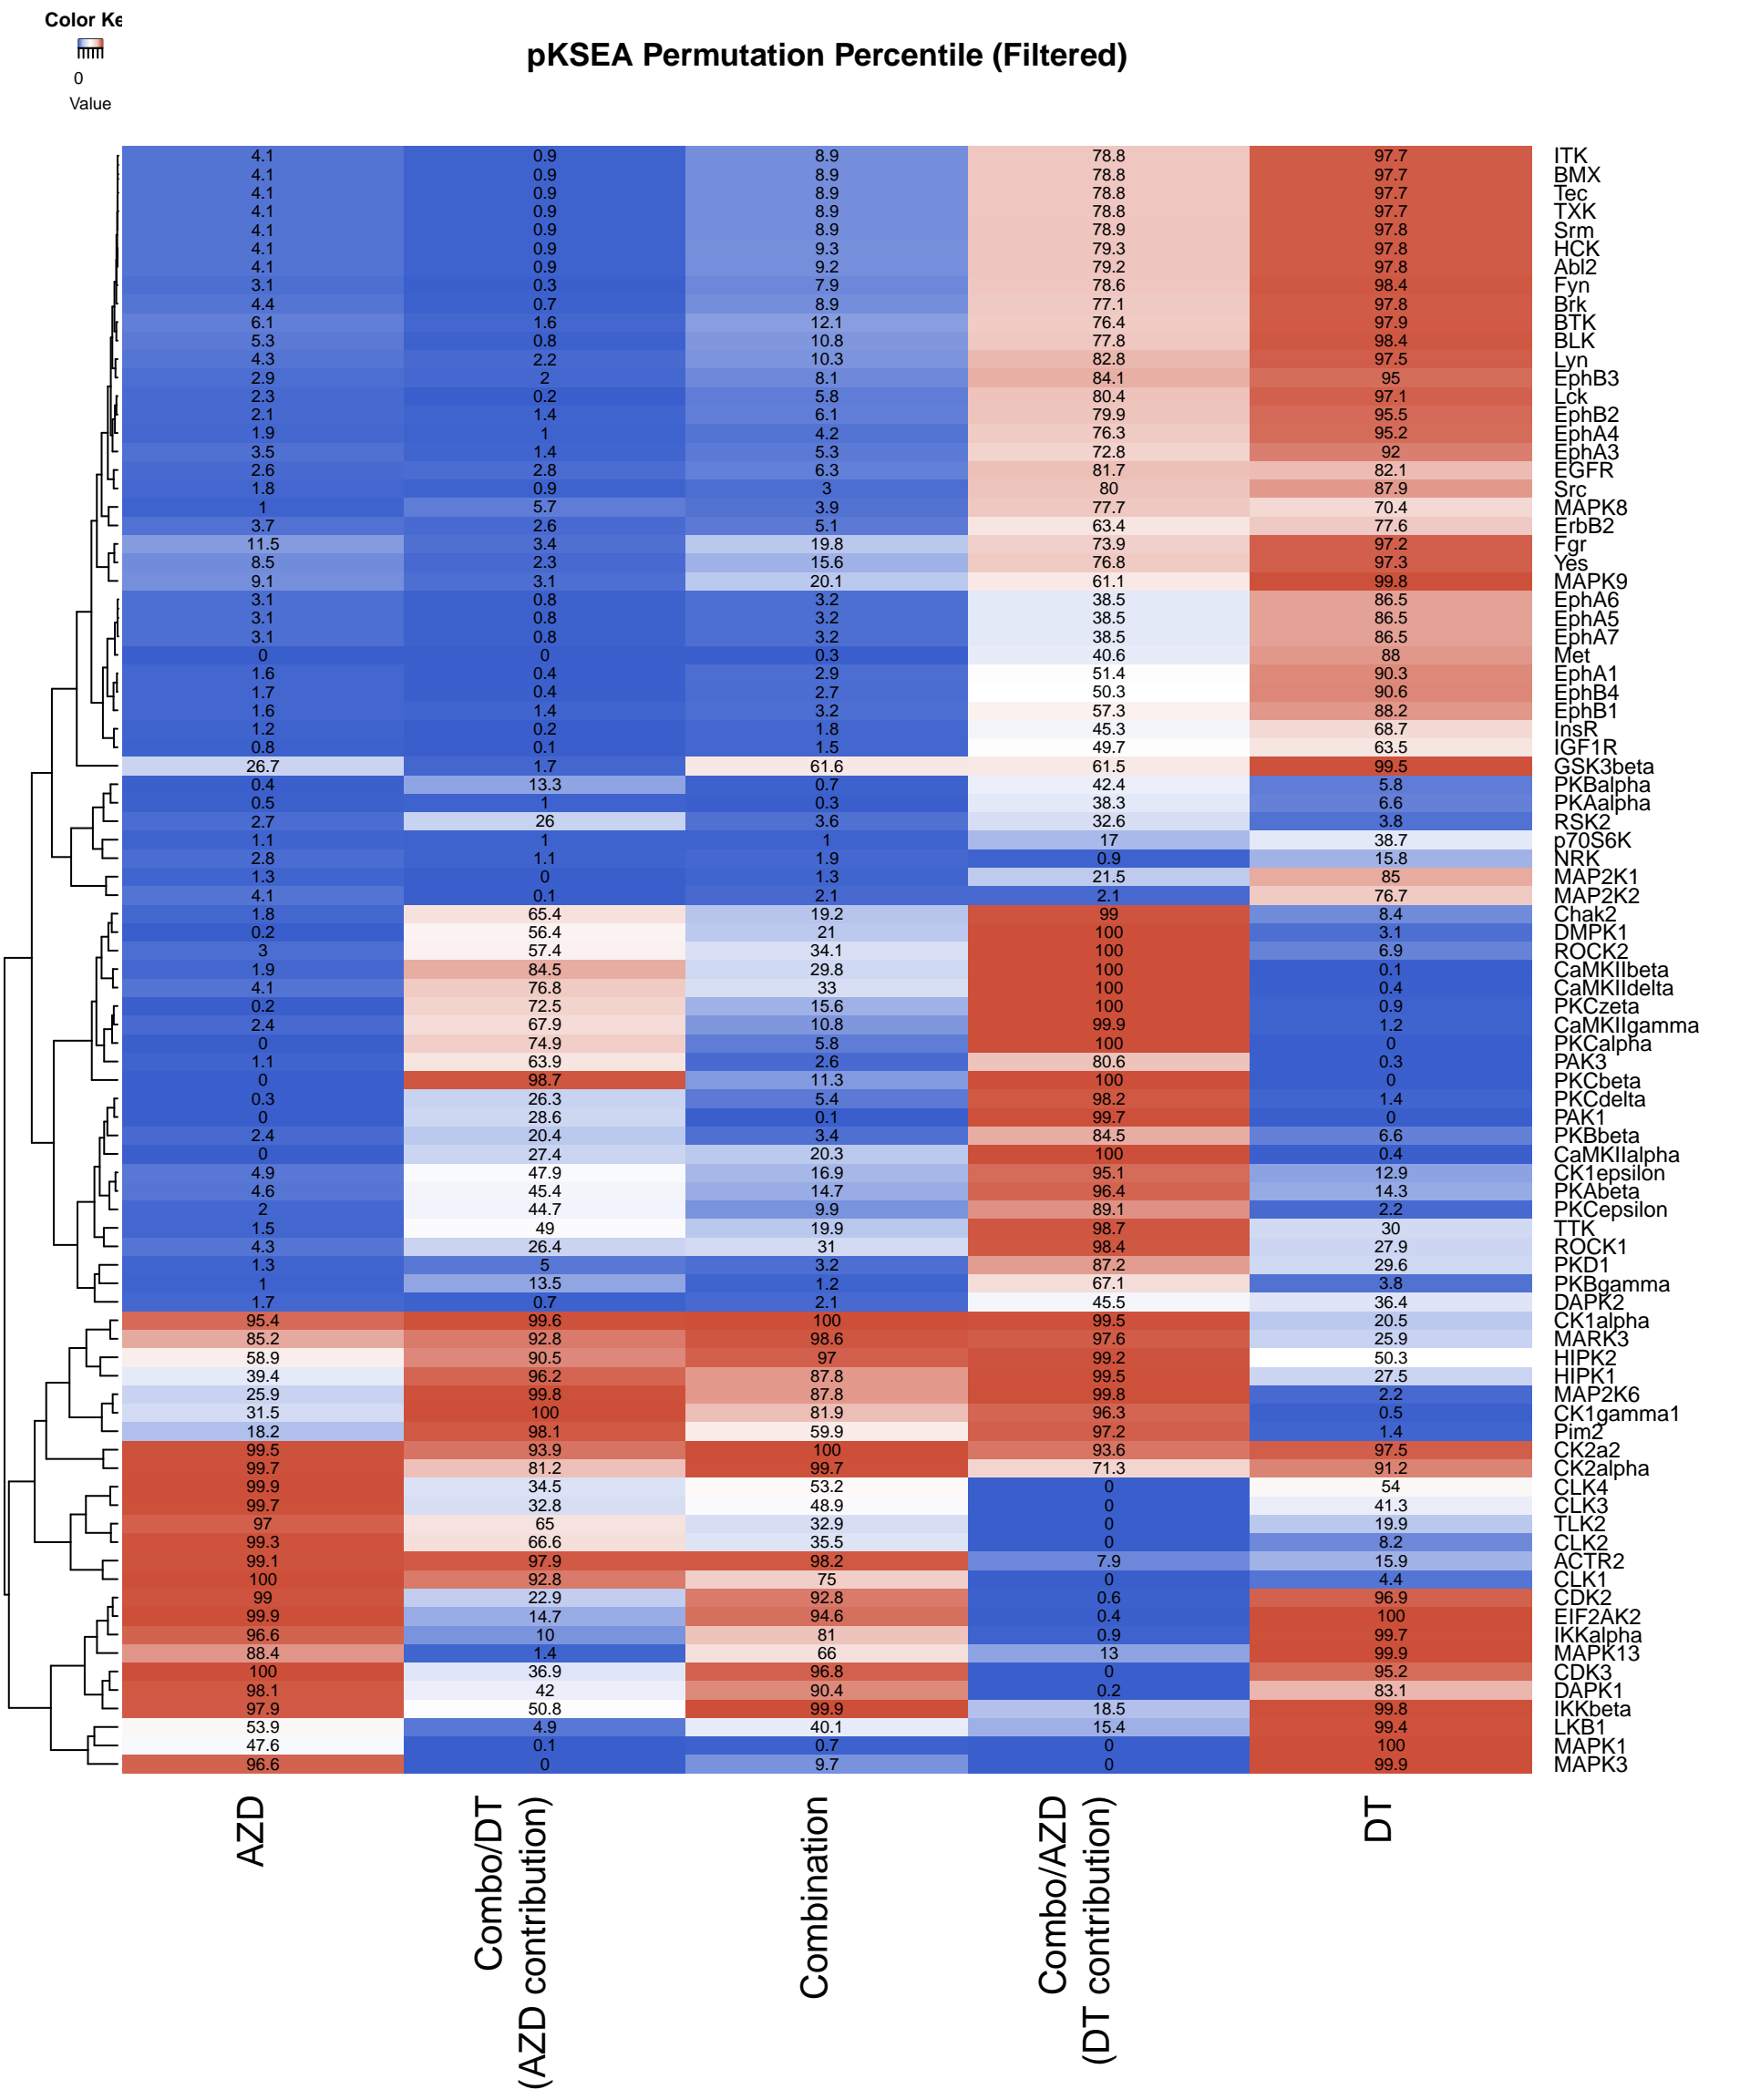 Color Ke
0
Value
pKSEA Permutation Percentile (Filtered)
4.1 0.9 8.9 78.8 97.7 ITK
4.1 0.9 8.9 78.8 97.7 BMX
4.1 0.9 8.9 78.8 97.7 Tec
4.1 0.9 8.9 78.8 97.7 TXK
4.1 0.9 8.9 78.9 97.8 Srm
4.1 0.9 9.3 79.3 97.8 HCK
4.1 0.9 9.2 79.2 97.8 Abl2
3.1 0.3 7.9 78.6 98.4 Fyn
4.4 0.7 8.9 77.1 97.8 Brk
6.1 1.6 12.1 76.4 97.9 BTK
5.3 0.8 10.8 77.8 98.4 BLK
4.3 2.2 10.3 82.8 97.5 Lyn
2.9 2 8.1 84.1 95 EphB3
2.3 0.2 5.8 80.4 97.1 Lck
2.1 1.4 6.1 79.9 95.5 EphB2
1.9 1 4.2 76.3 95.2 EphA4
3.5 1.4 5.3 72.8 92 EphA3
2.6 2.8 6.3 81.7 82.1 EGFR
1.8 0.9 3 80 87.9 Src
1 5.7 3.9 77.7 70.4 MAPK8
3.7 2.6 5.1 63.4 77.6 ErbB2
11.5 3.4 19.8 73.9 97.2 Fgr
8.5 2.3 15.6 76.8 97.3 Yes
9.1 3.1 20.1 61.1 99.8 MAPK9
3.1 0.8 3.2 38.5 86.5 EphA6
3.1 0.8 3.2 38.5 86.5 EphA5
3.1 0.8 3.2 38.5 86.5 EphA7
0 0 0.3 40.6 88 Met
1.6 0.4 2.9 51.4 90.3 EphA1
1.7 0.4 2.7 50.3 90.6 EphB4
1.6 1.4 3.2 57.3 88.2 EphB1
1.2 0.2 1.8 45.3 68.7 InsR
0.8 0.1 1.5 49.7 63.5 IGF1R
26.7 1.7 61.6 61.5 99.5 GSK3beta
0.4 13.3 0.7 42.4 5.8 PKBalpha
0.5 1 0.3 38.3 6.6 PKAalpha
2.7 26 3.6 32.6 3.8 RSK2
1.1 1 1 17 38.7 p70S6K
2.8 1.1 1.9 0.9 15.8 NRK
1.3 0 1.3 21.5 85 MAP2K1
4.1 0.1 2.1 2.1 76.7 MAP2K2
1.8 65.4 19.2 99 8.4 Chak2
0.2 56.4 21 100 3.1 DMPK1
3 57.4 34.1 100 6.9 ROCK2
1.9 84.5 29.8 100 0.1 CaMKIIbeta
4.1 76.8 33 100 0.4 CaMKIIdelta
0.2 72.5 15.6 100 0.9 PKCzeta
2.4 67.9 10.8 99.9 1.2 CaMKIIgamma
0 74.9 5.8 100 0 PKCalpha
1.1 63.9 2.6 80.6 0.3 PAK3
0 98.7 11.3 100 0 PKCbeta
0.3 26.3 5.4 98.2 1.4 PKCdelta
0 28.6 0.1 99.7 0 PAK1
2.4 20.4 3.4 84.5 6.6 PKBbeta
0 27.4 20.3 100 0.4 CaMKIIalpha
4.9 47.9 16.9 95.1 12.9 CK1epsilon
4.6 45.4 14.7 96.4 14.3 PKAbeta
2 44.7 9.9 89.1 2.2 PKCepsilon
1.5 49 19.9 98.7 30 TTK
4.3 26.4 31 98.4 27.9 ROCK1
1.3 5 3.2 87.2 29.6 PKD1
1 13.5 1.2 67.1 3.8 PKBgamma
1.7 0.7 2.1 45.5 36.4 DAPK2
95.4 99.6 100 99.5 20.5 CK1alpha
85.2 92.8 98.6 97.6 25.9 MARK3
58.9 90.5 97 99.2 50.3 HIPK2
39.4 96.2 87.8 99.5 27.5 HIPK1
25.9 99.8 87.8 99.8 2.2 MAP2K6
31.5 100 81.9 96.3 0.5 CK1gamma1
18.2 98.1 59.9 97.2 1.4 Pim2
99.5 93.9 100 93.6 97.5 CK2a2
99.7 81.2 99.7 71.3 91.2 CK2alpha
99.9 34.5 53.2 0 54 CLK4
99.7 32.8 48.9 0 41.3 CLK3
97 65 32.9 0 19.9 TLK2
99.3 66.6 35.5 0 8.2 CLK2
99.1 97.9 98.2 7.9 15.9 ACTR2
100 92.8 75 0 4.4 CLK1
99 22.9 92.8 0.6 96.9 CDK2
99.9 14.7 94.6 0.4 100 EIF2AK2
96.6 10 81 0.9 99.7 IKKalpha
88.4 1.4 66 13 99.9 MAPK13
100 36.9 96.8 0 95.2 CDK3
98.1 42 90.4 0.2 83.1 DAPK1
97.9 50.8 99.9 18.5 99.8 IKKbeta
53.9 4.9 40.1 15.4 99.4 LKB1
47.6 0.1 0.7 0 100 MAPK1
96.6 0 9.7 0 99.9 MAPK3
AZD
Combo/DT
(AZD contribution)
Combination
Combo/AZD
(DT contribution)
DT